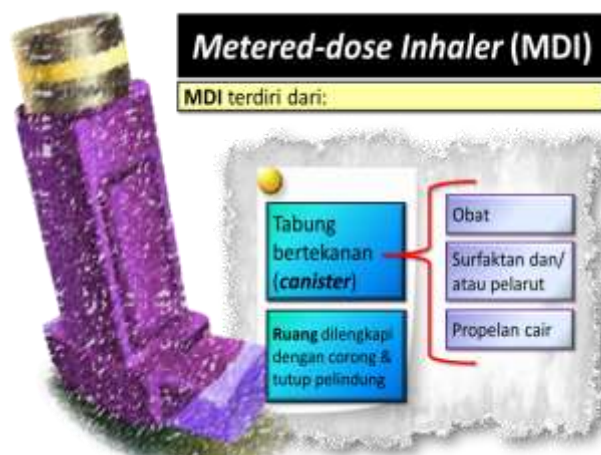 Metered-dose Inhaler (MDI)
MDI terdiri dari:
Tabung
bertekanan
(canister)
Obat
Surfaktan dan/
atau pelarut
Propelan cair
Ruang dilengkapi
dengan corong &
tutup pelindung